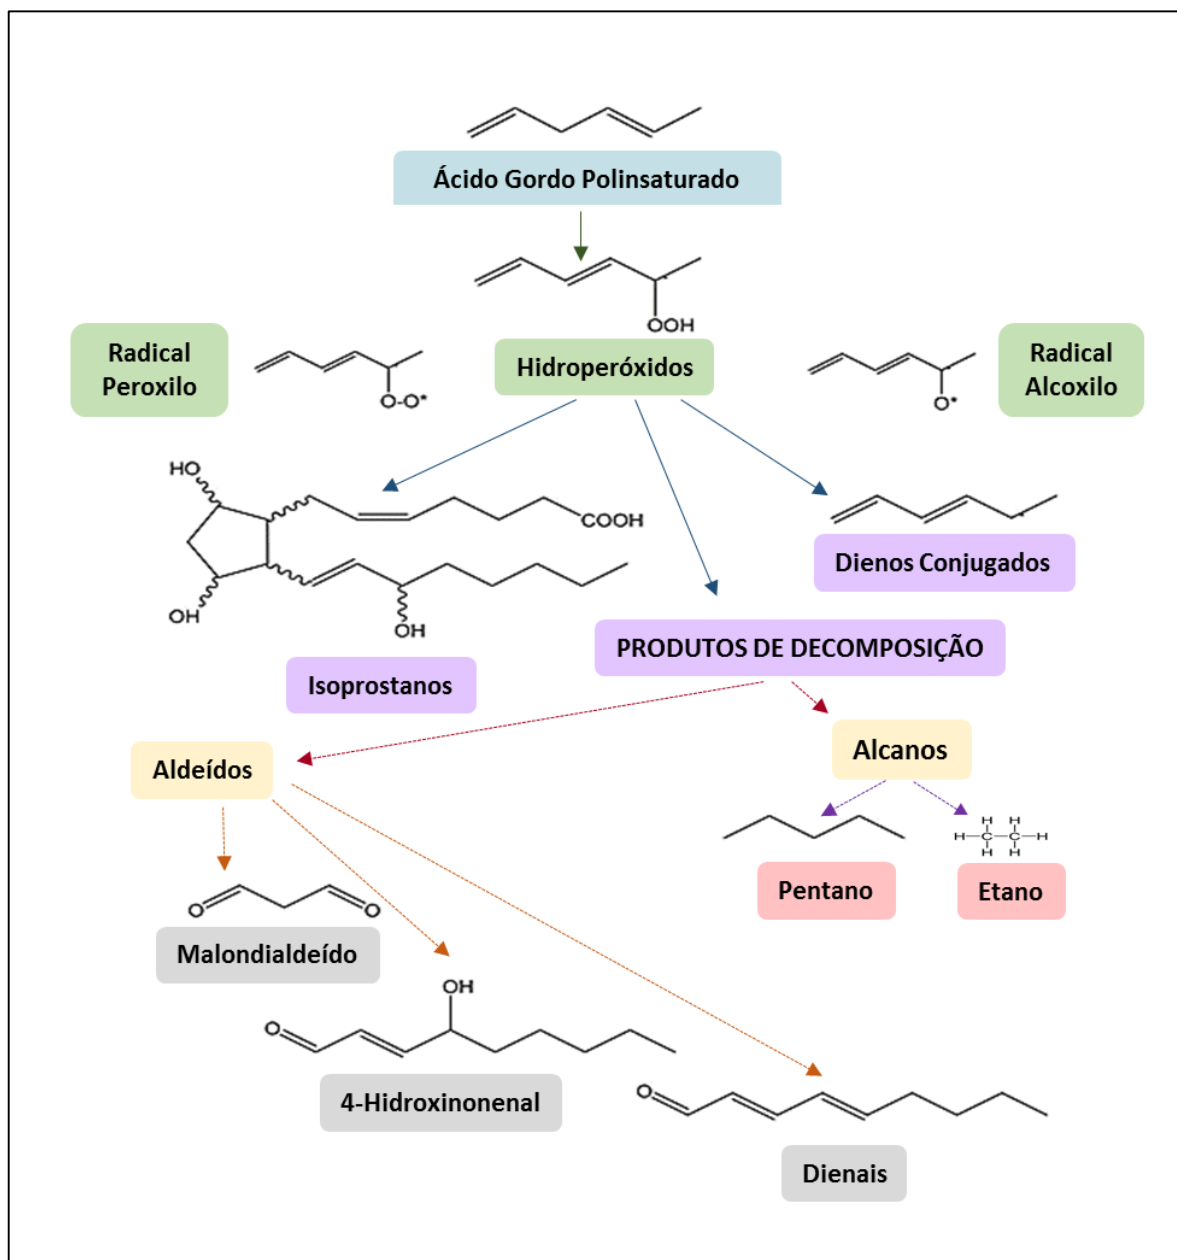 Ácido Gordo Polinsaturado
OOH
Radical
Peroxilo
O-O*
Hidroperóxidos
O*
Radical
Alcoxilo
HO
COOH
OH
OH
Isoprostanos
Dienos Conjugados
PRODUTOS DE DECOMPOSIÇÃO
Aldeídos
Alcanos
H H
H C C H
H H
Pentano
Etano
O O
Malondialdeído
OH
O
4-Hidroxinonenal
O
Dienais